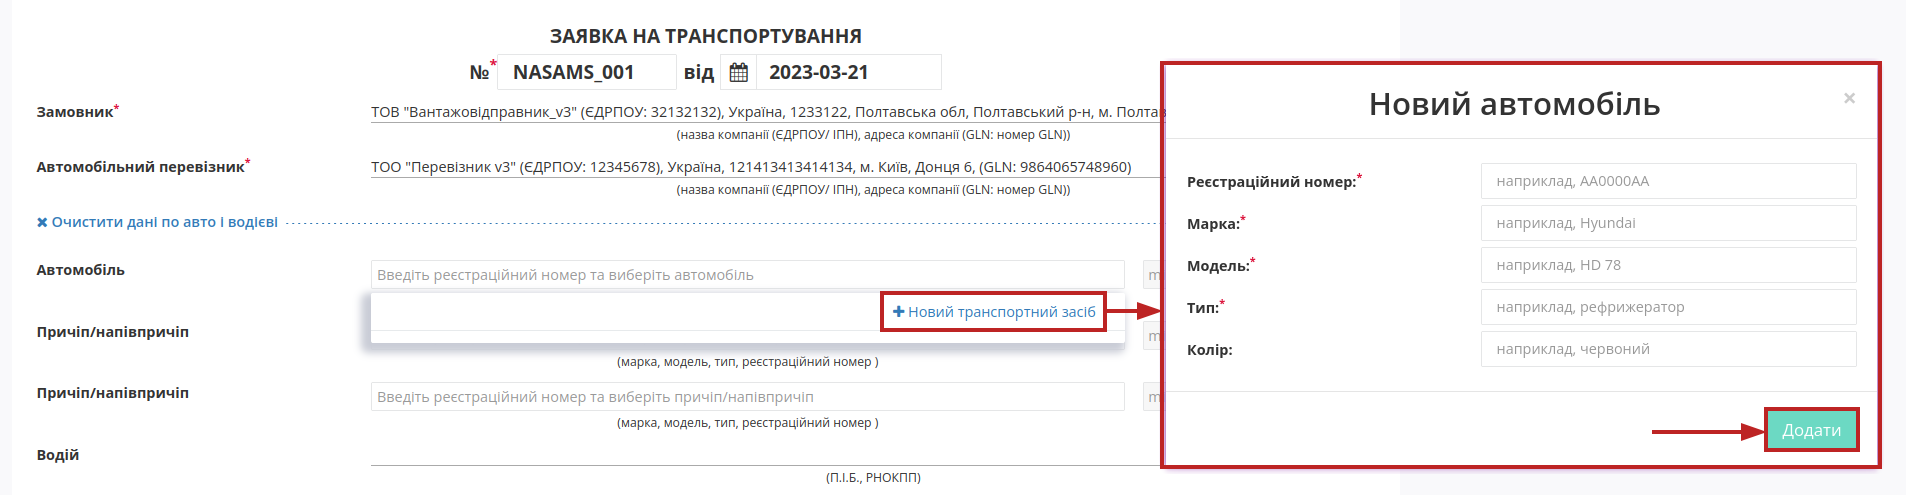 ЗАЯВКА НА ТРАНСПОРТУВАННЯ
№* NASAMS_001 від 2023-03-21
Замовник* ТОВ "Вантажовідправник_v3" (ЄДРПОУ: 32132132), Україна, 1233122, Полтавська обл, Полтавський р-н, м.
(назва компанії (ЄДРПОУ/ ІПН), адреса компанії (GLN: номер GLN))
Автомобільний перевізник* ТОО "Перевізник v3" (ЄДРПОУ: 12345678), Україна, 121413413414134, м. Київ, Донця 6, (GLN: 9864065748960)
(назва компанії (ЄДРПОУ/ ІПН), адреса компанії (GLN: номер GLN))
Очистити дані по авто і водієві
Автомобіль Введіть реєстраційний номер та виберіть автомобіль
Новий транспортний засіб
Причіп/напівпричіп
(марка, модель, тип, реєстраційний номер )
Причіп/напівпричіп Введіть реєстраційний номер та виберіть причіп/напівпричіп
(марка, модель, тип, реєстраційний номер )
Водій
(П.І.Б., РНОКПП)
Новий автомобіль ×
Реєстраційний номер:* наприклад, AA0000AA
Марка:* наприклад, Hyundai
Модель:* наприклад, HD 78
Тип:* наприклад, рефрижератор
Колір: наприклад, червоний
Додати